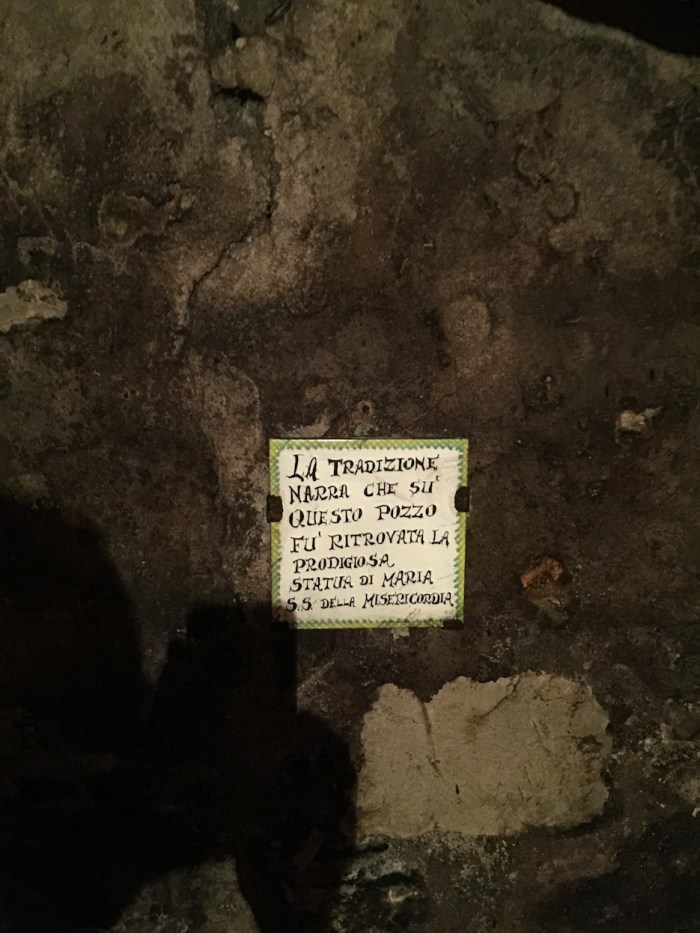 LA TRADIZIONE
NARRA CHE SU'
QUESTO POZZO
FU' RITROVATA LA
PRODIGIOSA
STATUA DI MARIA
S.S. DELLA MISERICORDIA